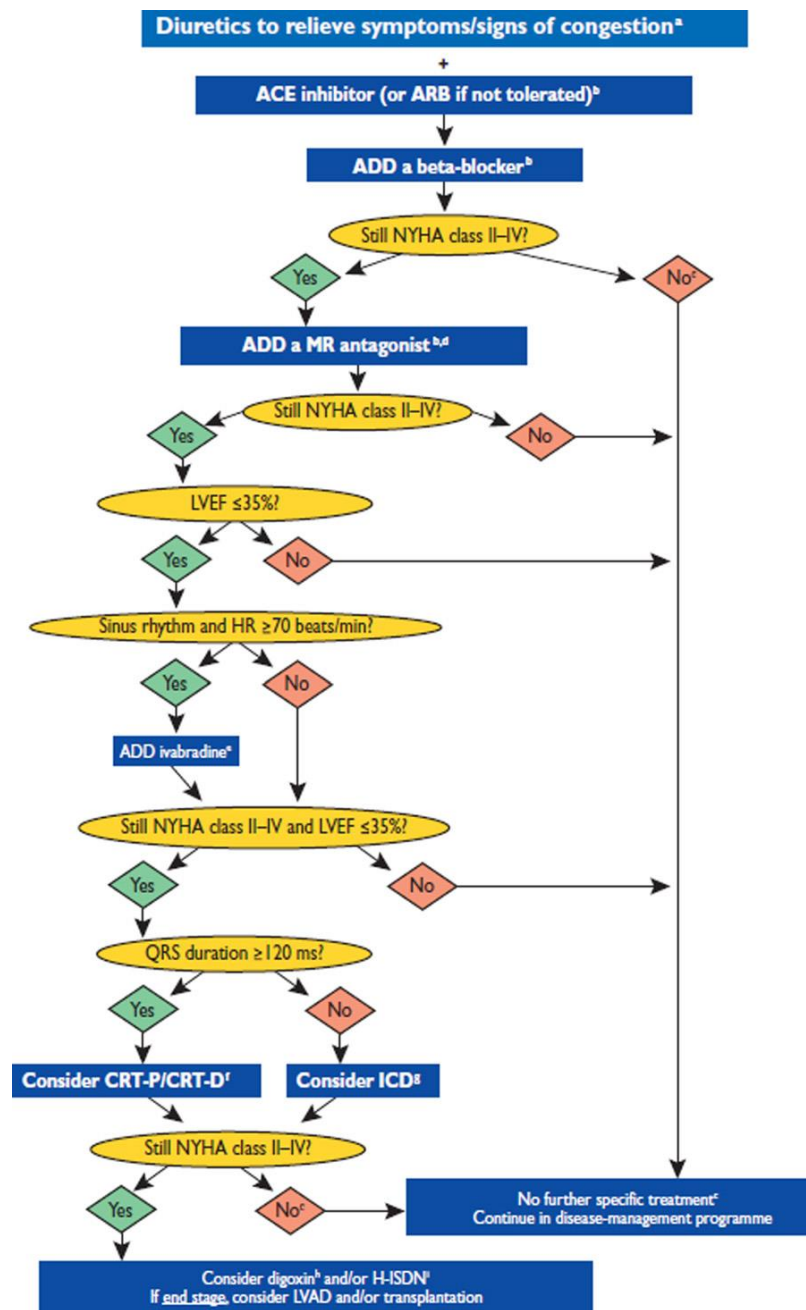 Diuretics to relieve symptoms/signs of congestionᵃ
+
ACE inhibitor (or ARB if not tolerated)ᵇ
ADD a beta-blockerᵇ
Still NYHA class II–IV?
Yes
Noᶜ
ADD a MR antagonistᵇ,ᵈ
Still NYHA class II–IV?
Yes
No
LVEF ≤35%?
Yes
No
Sinus rhythm and HR ≥70 beats/min?
Yes
No
ADD ivabradineᵉ
Still NYHA class II–IV and LVEF ≤35%?
Yes
No
QRS duration ≥120 ms?
Yes
No
Consider CRT-P/CRT-Dᶠ
Consider ICDᵍ
Still NYHA class II–IV?
Yes
Noᶜ
No further specific treatmentᶜ
Continue in disease-management programme
Consider digoxinʰ and/or H-ISDNⁱ
If end stage, consider LVAD and/or transplantation